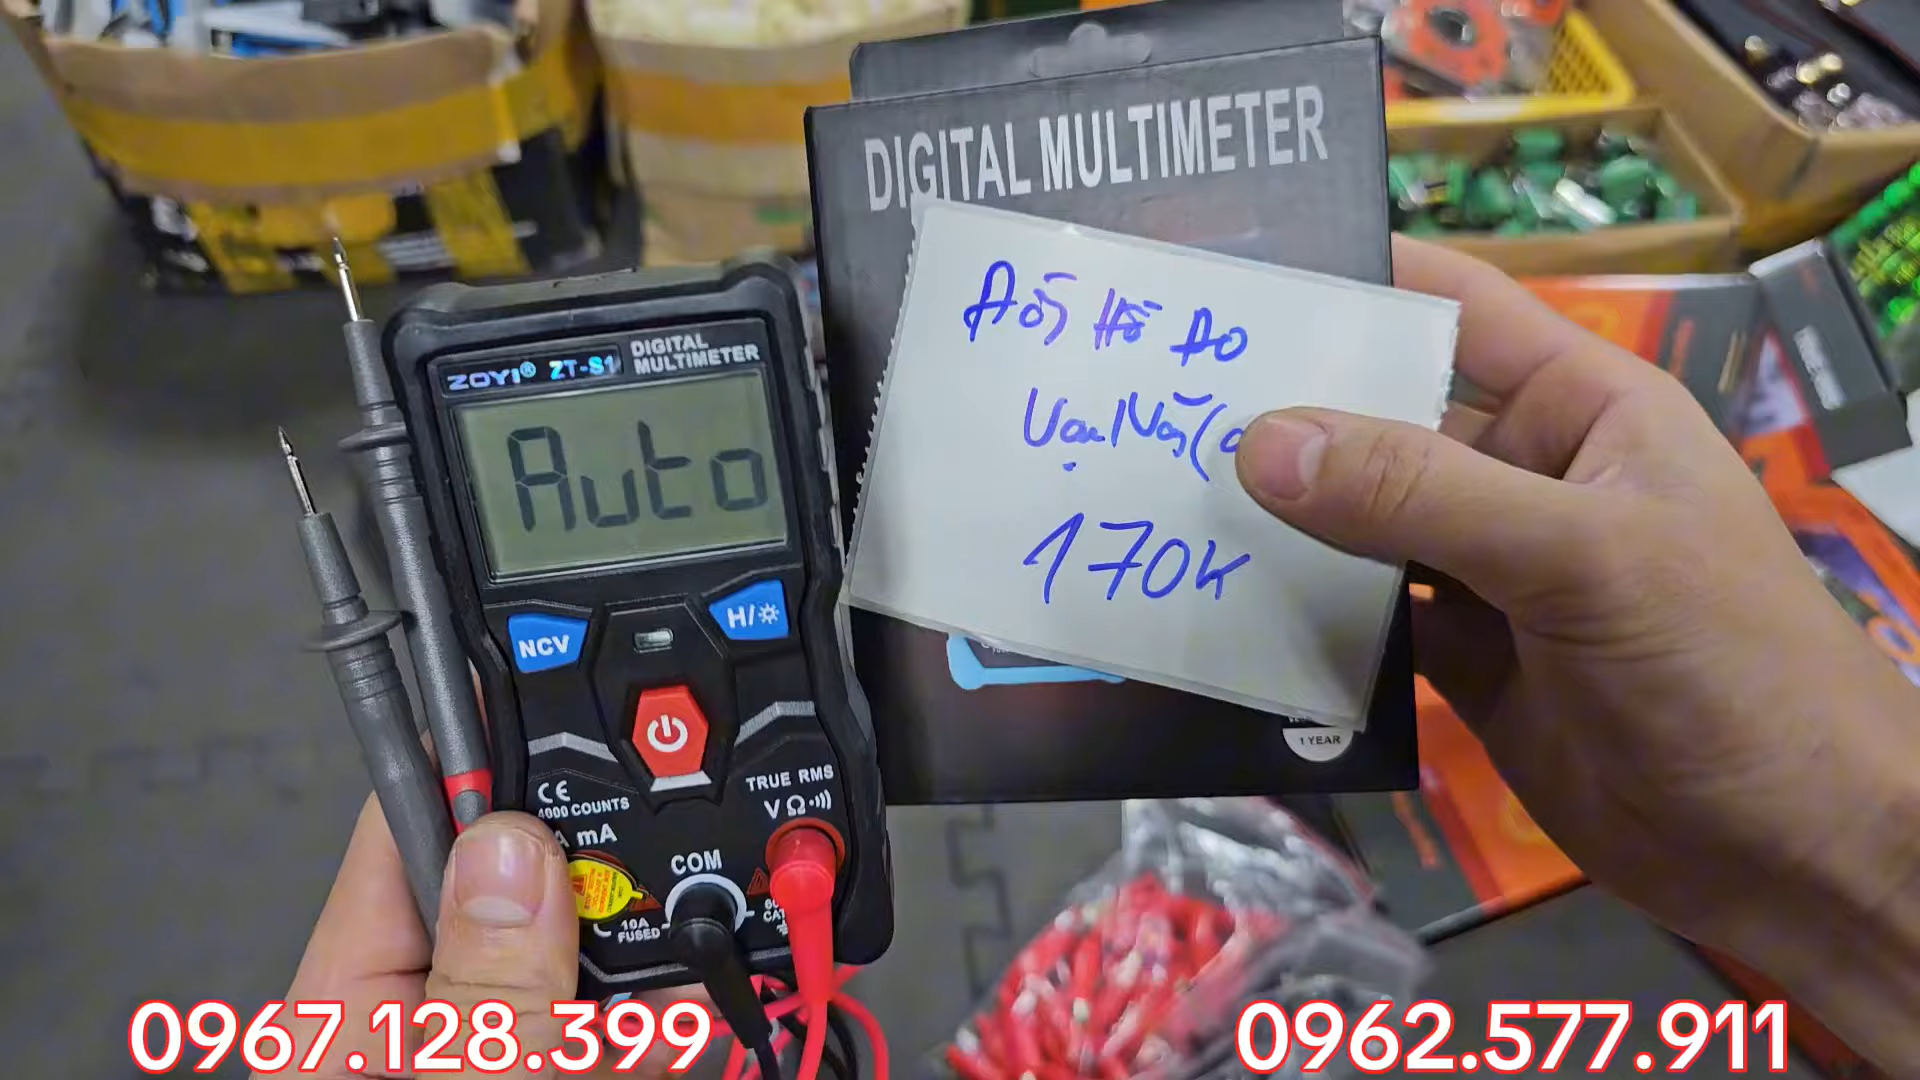 DIGITAL MULTIMETER
Đồng Hồ Đo
Vạn Năng (
170K
ZOYI® ZT-S1 DIGITAL MULTIMETER
Auto
NCV
H/
TRUE RMS
VΩ
CE
4000 COUNTS
A mA
COM
10A
FUSED
CAT
1 YEAR
0967.128.399
0962.577.911